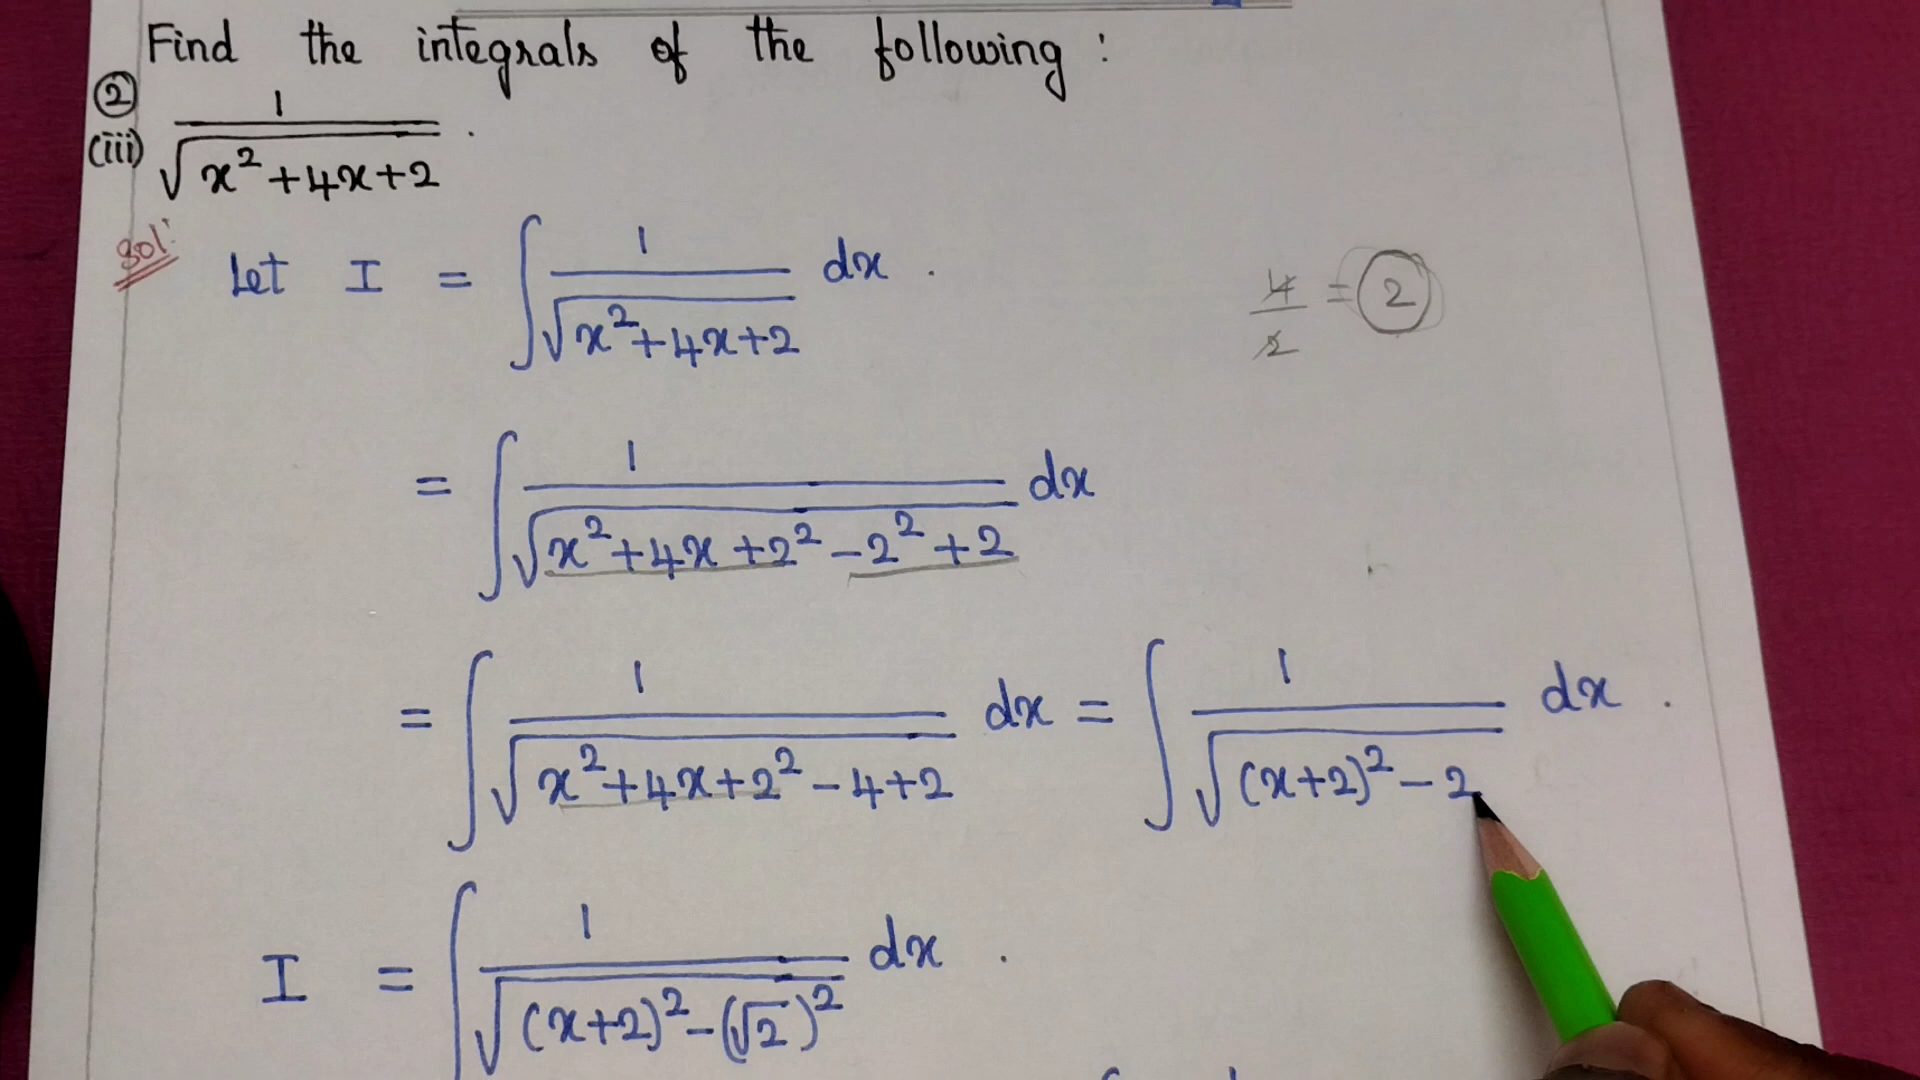 Find the integrals of the following :
②
(iii) 1/√(x²+4x+2) .
Sol:
Let I = ∫ 1/√(x²+4x+2) dx .
4/2 = 2
= ∫ 1/√(x²+4x+2²-2²+2) dx
= ∫ 1/√(x²+4x+2²-4+2) dx = ∫ 1/√((x+2)²-2) dx .
I = ∫ 1/√((x+2)²-(√2)²) dx .